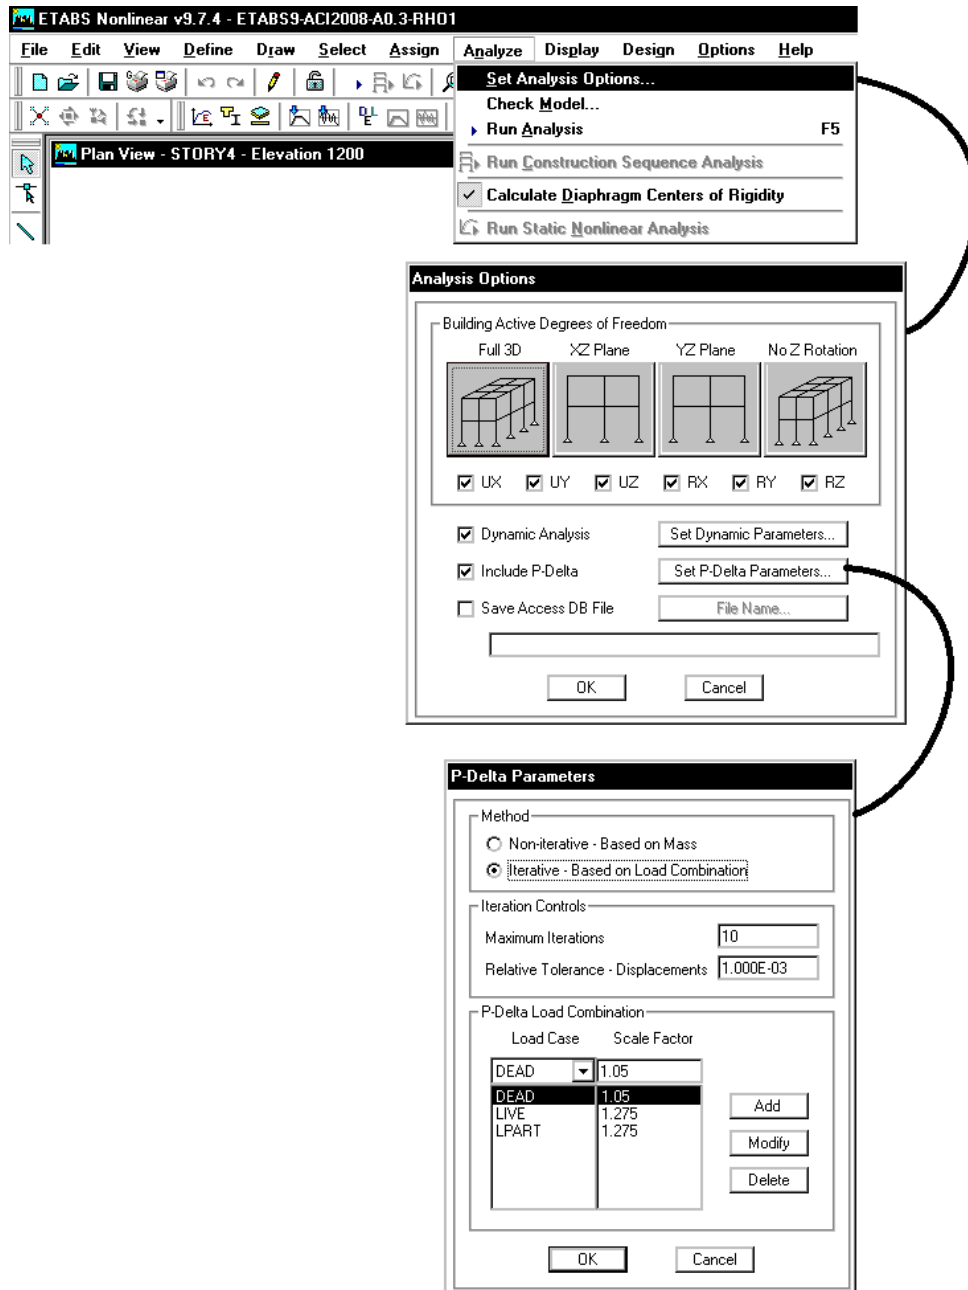 ETABS Nonlinear v9.7.4 - ETABS9-ACI2008-A0.3-RHO1
File Edit View Define Draw Select Assign Analyze Display Design Options Help
Set Analysis Options...
Check Model...
Run Analysis F5
Plan View - STORY4 - Elevation 1200
Run Construction Sequence Analysis
Calculate Diaphragm Centers of Rigidity
Run Static Nonlinear Analysis
Analysis Options
Building Active Degrees of Freedom
Full 3D XZ Plane YZ Plane No Z Rotation
UX UY UZ RX RY RZ
Dynamic Analysis Set Dynamic Parameters...
Include P-Delta Set P-Delta Parameters...
Save Access DB File File Name...
OK Cancel
P-Delta Parameters
Method
Non-iterative - Based on Mass
Iterative - Based on Load Combination
Iteration Controls
Maximum Iterations 10
Relative Tolerance - Displacements 1.000E-03
P-Delta Load Combination
Load Case Scale Factor
DEAD 1.05
DEAD 1.05
LIVE 1.275
LPART 1.275
Add
Modify
Delete
OK Cancel